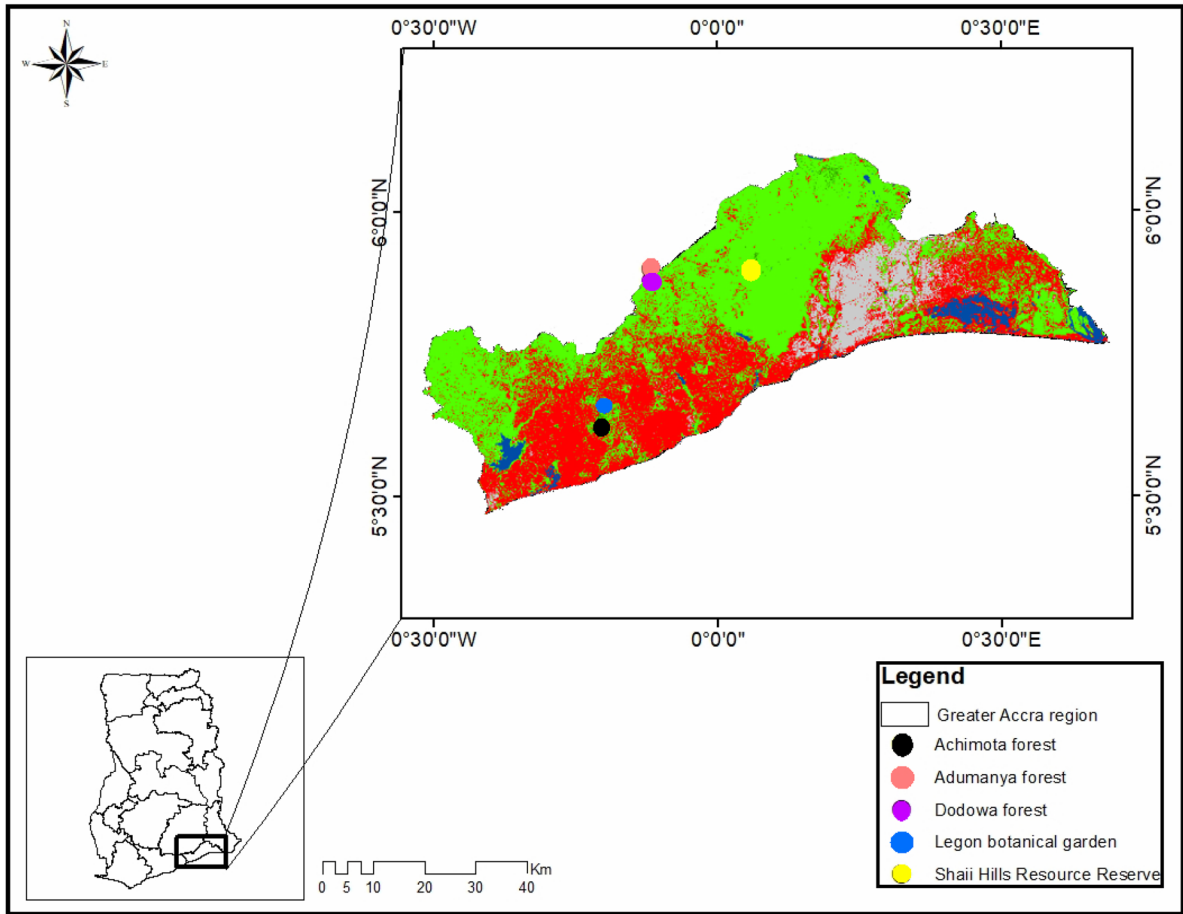 N
W
E
S
0°30'0"W
0°0'0"
0°30'0"E
6°0'0"N
6°0'0"N
5°30'0"N
5°30'0"N
0°30'0"W
0°0'0"
0°30'0"E
Legend
Greater Accra region
Achimota forest
Adumanya forest
Dodowa forest
Legon botanical garden
Shaii Hills Resource Reserve
Km
0 5 10 20 30 40